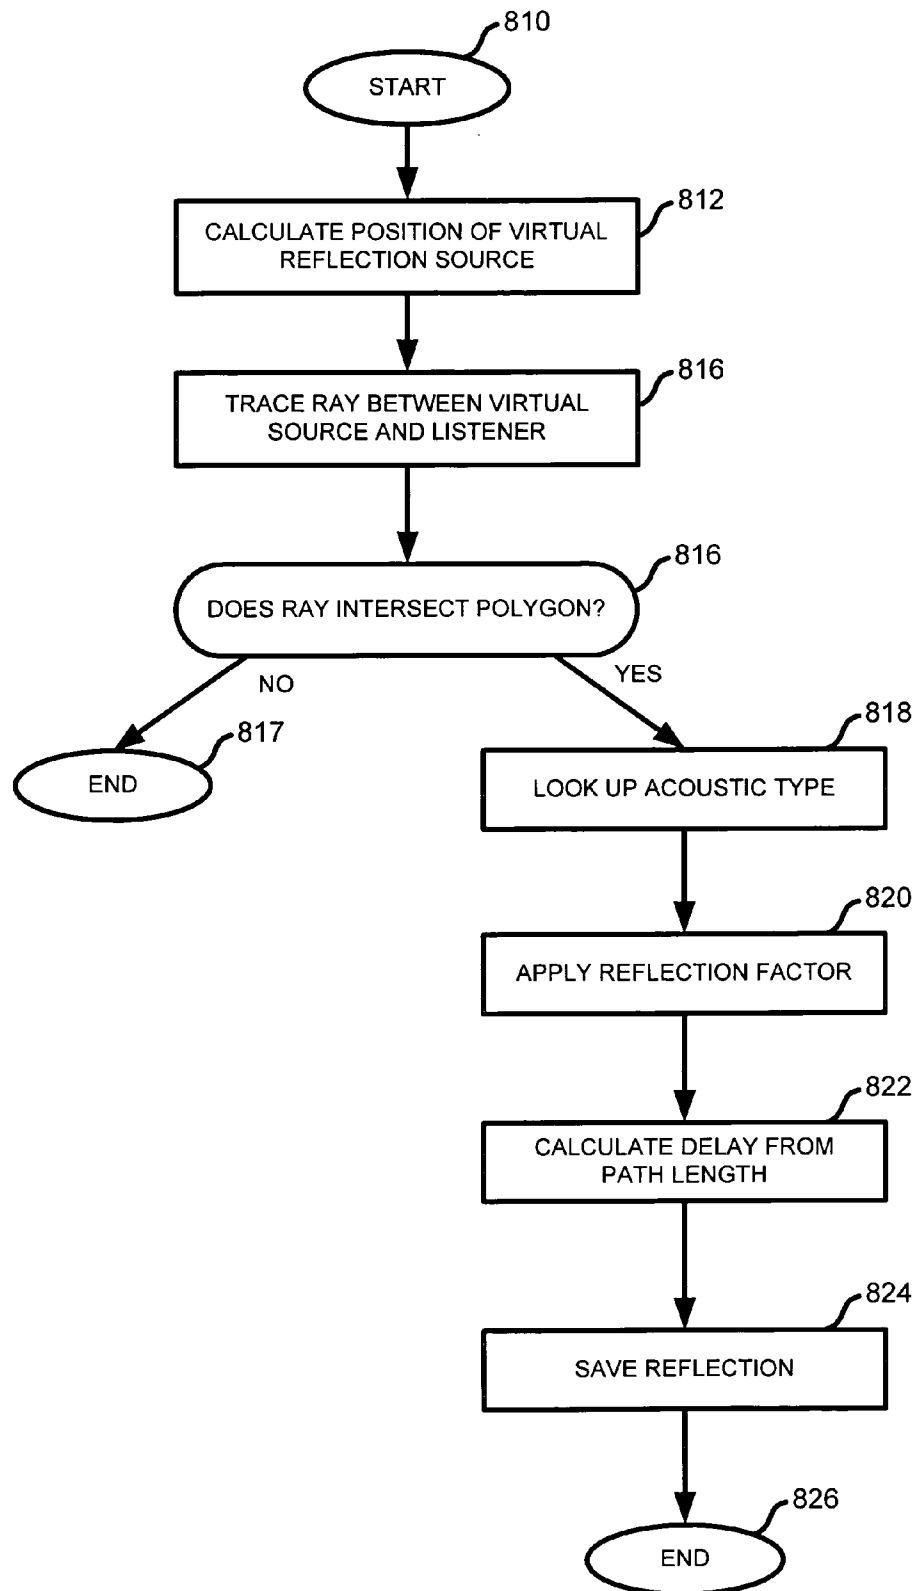 810
START
812
CALCULATE POSITION OF VIRTUAL
REFLECTION SOURCE
816
TRACE RAY BETWEEN VIRTUAL
SOURCE AND LISTENER
816
DOES RAY INTERSECT POLYGON?
NO
YES
817
END
818
LOOK UP ACOUSTIC TYPE
820
APPLY REFLECTION FACTOR
822
CALCULATE DELAY FROM
PATH LENGTH
824
SAVE REFLECTION
826
END